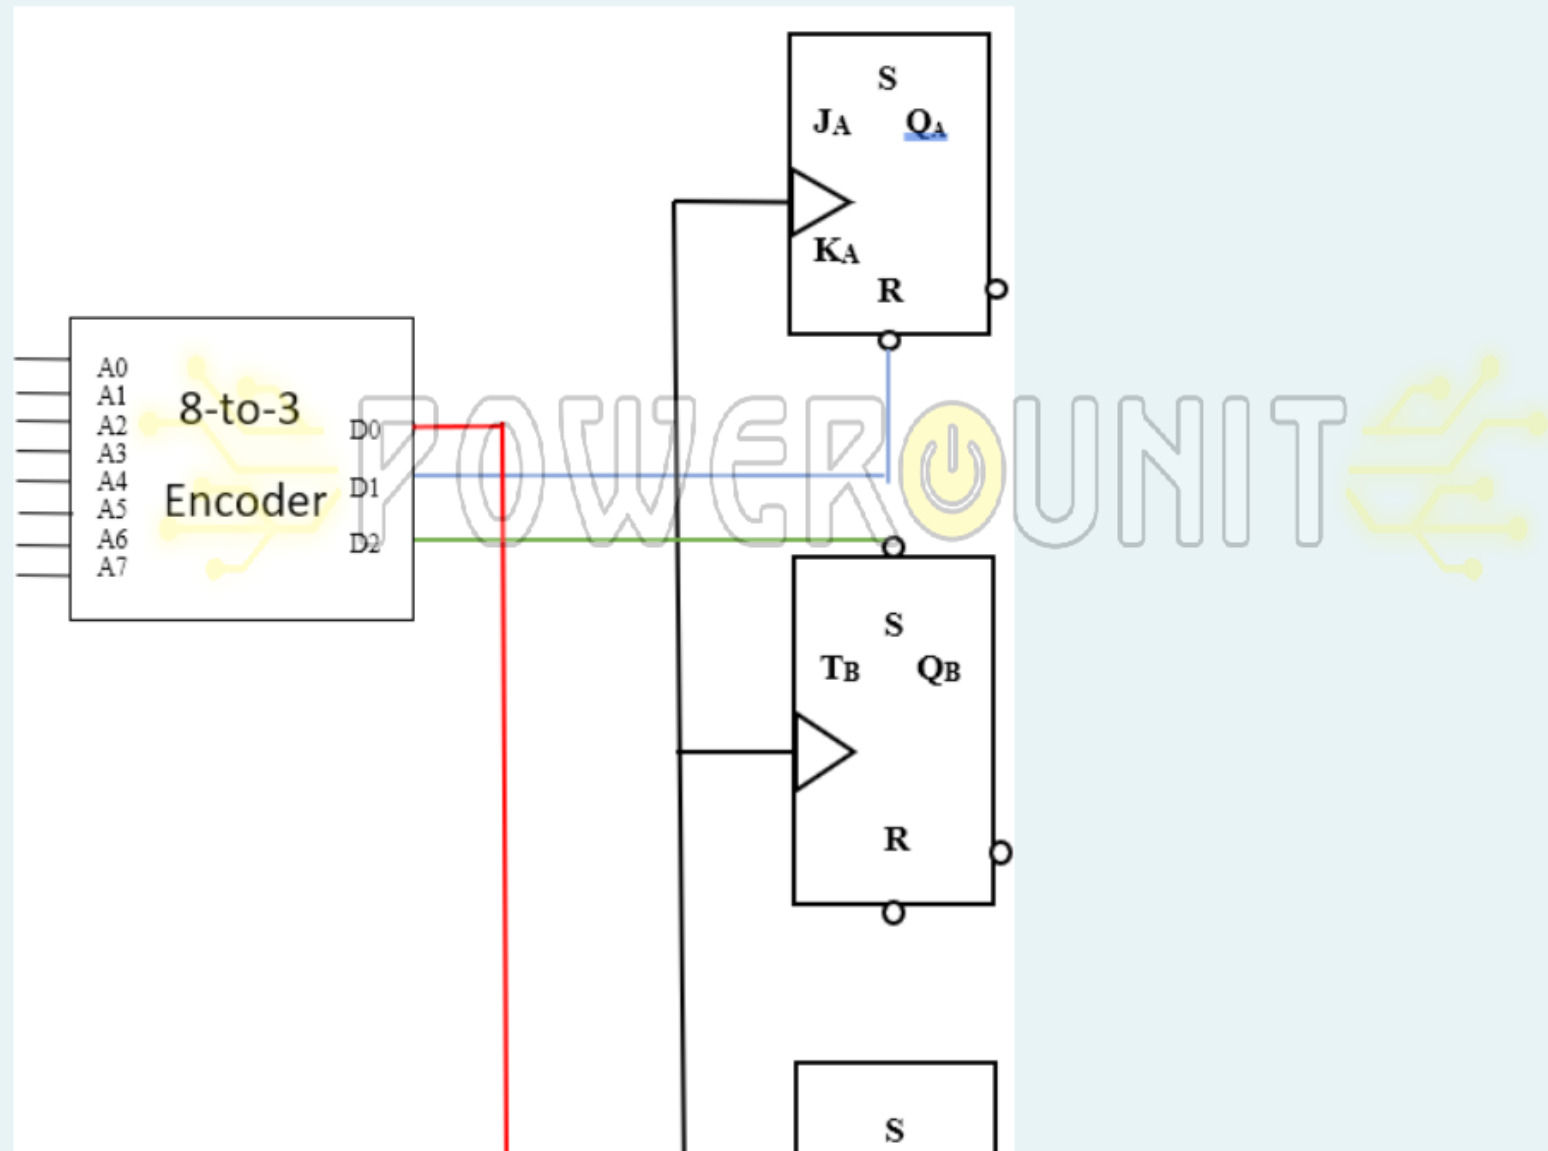 S
JA QA
KA
R
A0
A1
A2
A3
A4
A5
A6
A7
8-to-3
Encoder
D0
D1
D2
POWERUNIT
S
TB QB
R
S